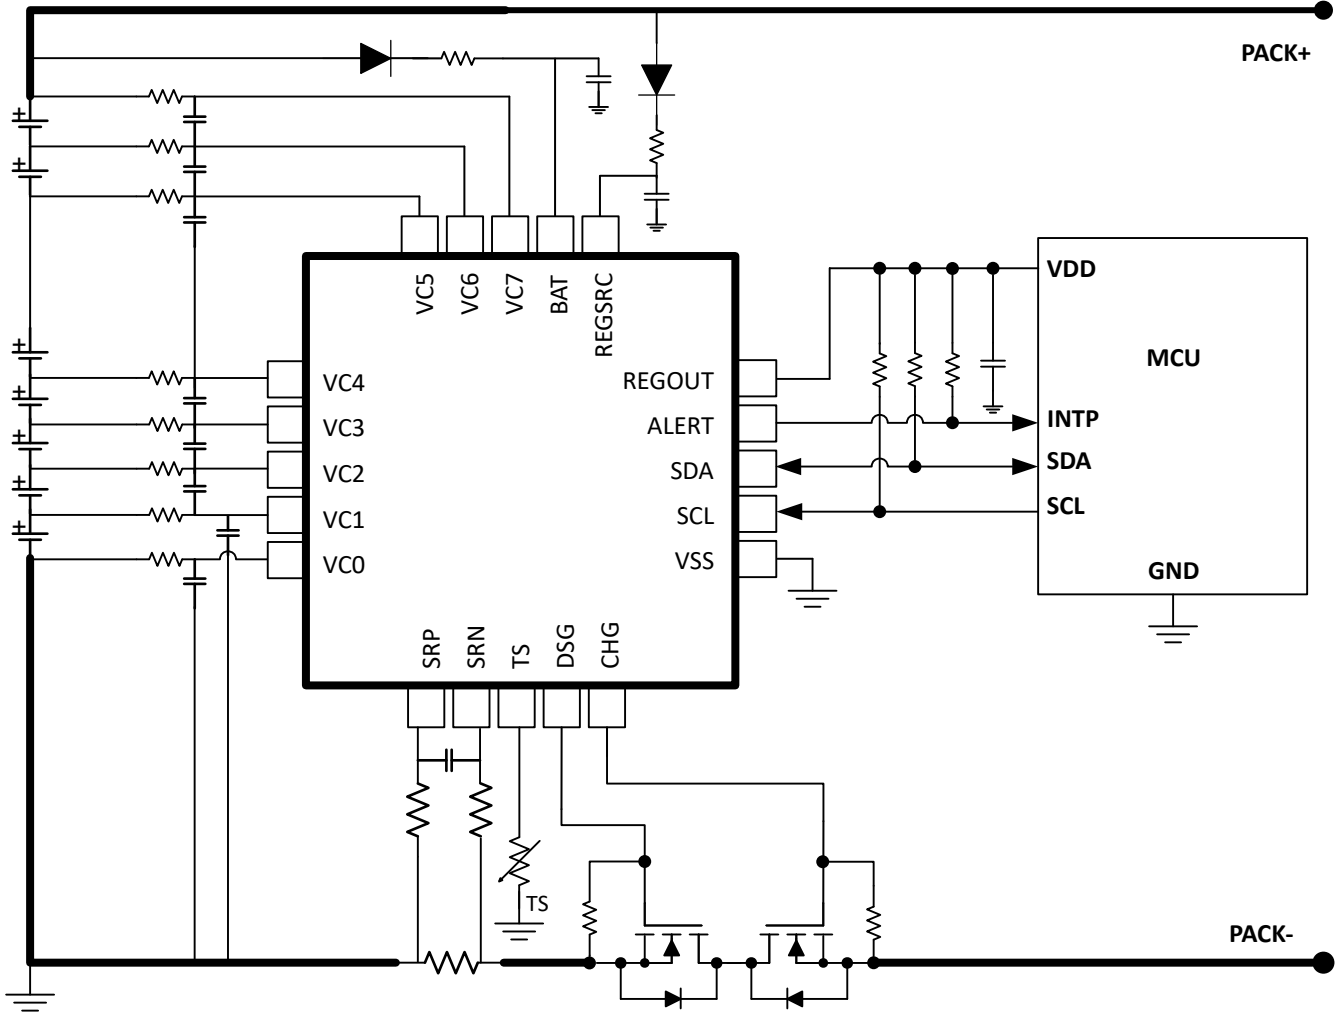 PACK+
VC5
VC6
VC7
BAT
REGSRC
VC4
VC3
VC2
VC1
VC0
REGOUT
ALERT
SDA
SCL
VSS
SRP
SRN
TS
DSG
CHG
VDD
MCU
INTP
SDA
SCL
GND
TS
PACK-
+
+
+
+
+
+
+